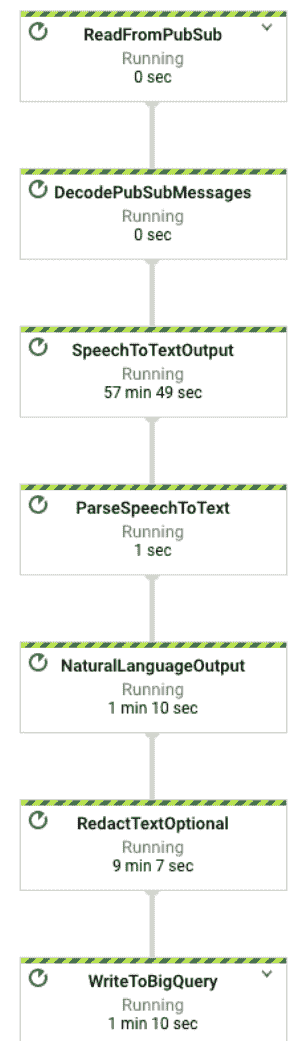 ReadFromPubSub
Running
0 sec
DecodePubSubMessages
Running
0 sec
SpeechToTextOutput
Running
57 min 49 sec
ParseSpeechToText
Running
1 sec
NaturalLanguageOutput
Running
1 min 10 sec
RedactTextOptional
Running
9 min 7 sec
WriteToBigQuery
Running
1 min 10 sec